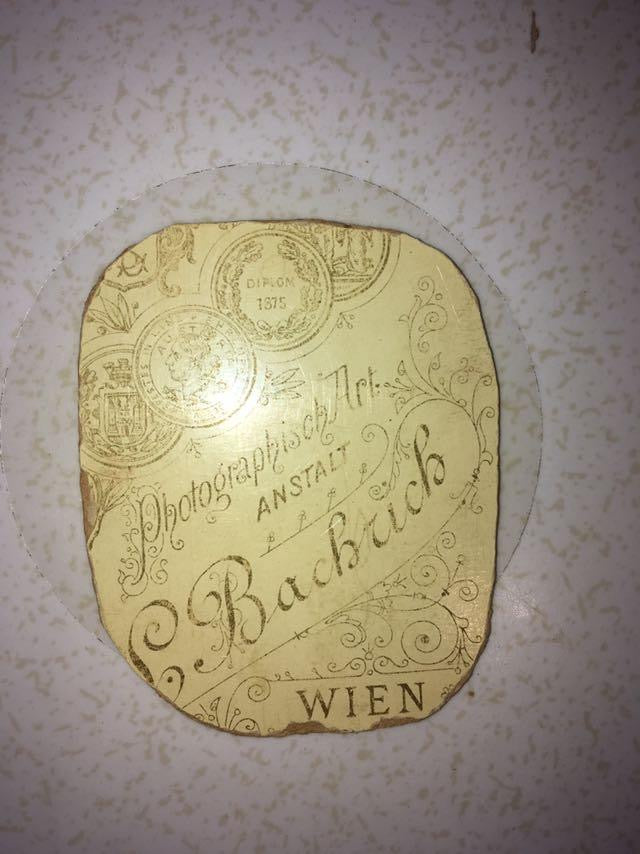 DIPLOM
1875
Photographisch Art.
ANSTALT
L. Bachrich
WIEN